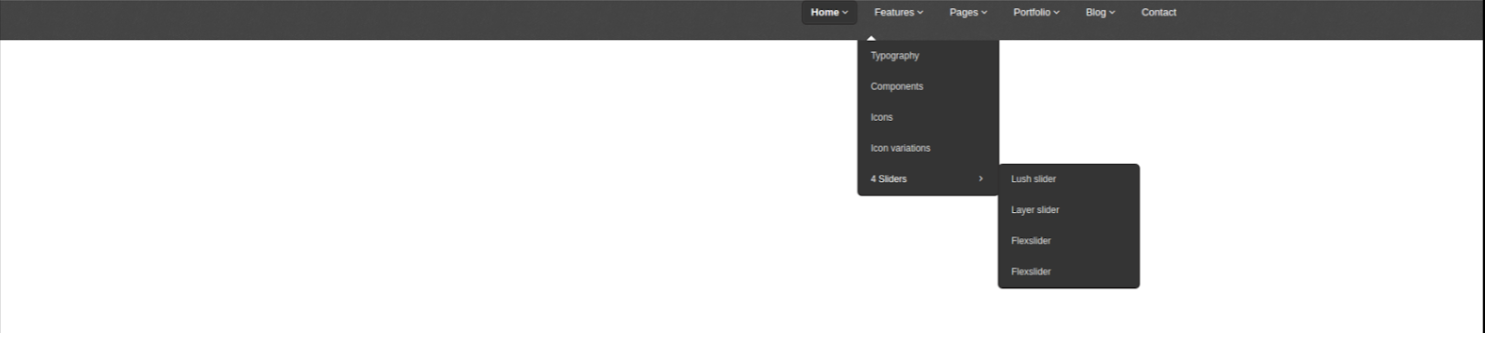 Home Features Pages Portfolio Blog Contact
Typography
Components
Icons
Icon variations
4 Sliders
Lush slider
Layer slider
Flexslider
Flexslider